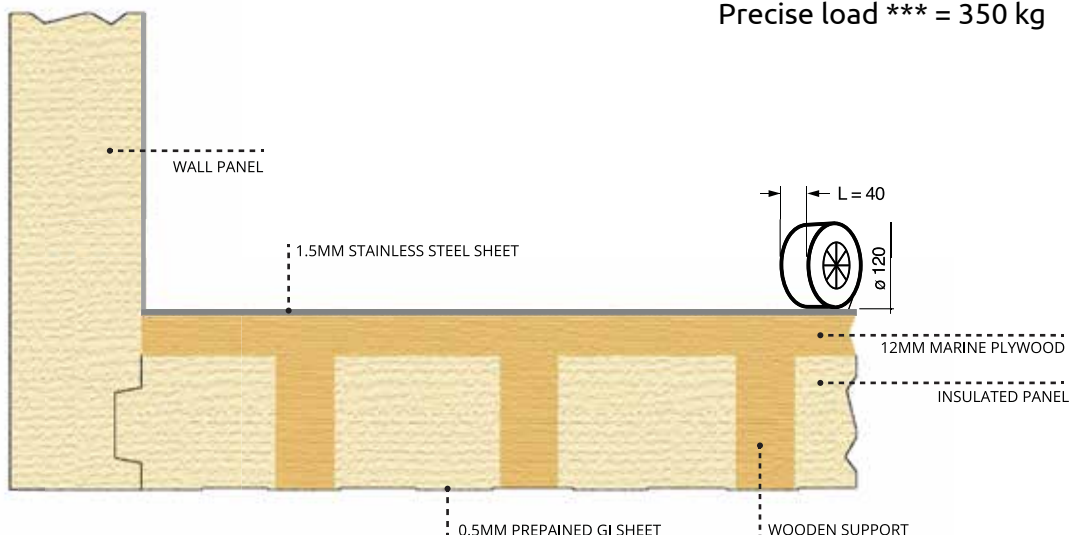 Precise load *** = 350 kg
WALL PANEL
L = 40
1.5MM STAINLESS STEEL SHEET
ø 120
12MM MARINE PLYWOOD
INSULATED PANEL
0.5MM PREPAINED GI SHEET
WOODEN SUPPORT